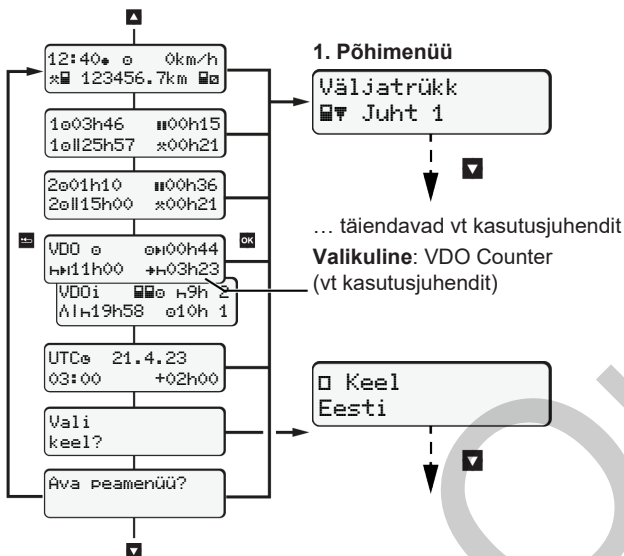 12:40● ⊙ 0km/h
123456.7km
1⊙03h46 ▮▮00h15
1⊙‖25h57 00h21
2⊙01h10 ▮▮00h36
2⊙‖15h00 00h21
VDO ⊙ ⊙00h44
11h00 03h23
VDOi ⊙ 9h 2
19h58 ⊙10h 1
UTC 21.4.23
03:00 +02h00
Vali
keel?
Ava peamenüü?
OK
1. Põhimenüü
Väljatrükk
Juht 1
… täiendavad vt kasutusjuhendit
Valikuline: VDO Counter
(vt kasutusjuhendit)
Keel
Eesti